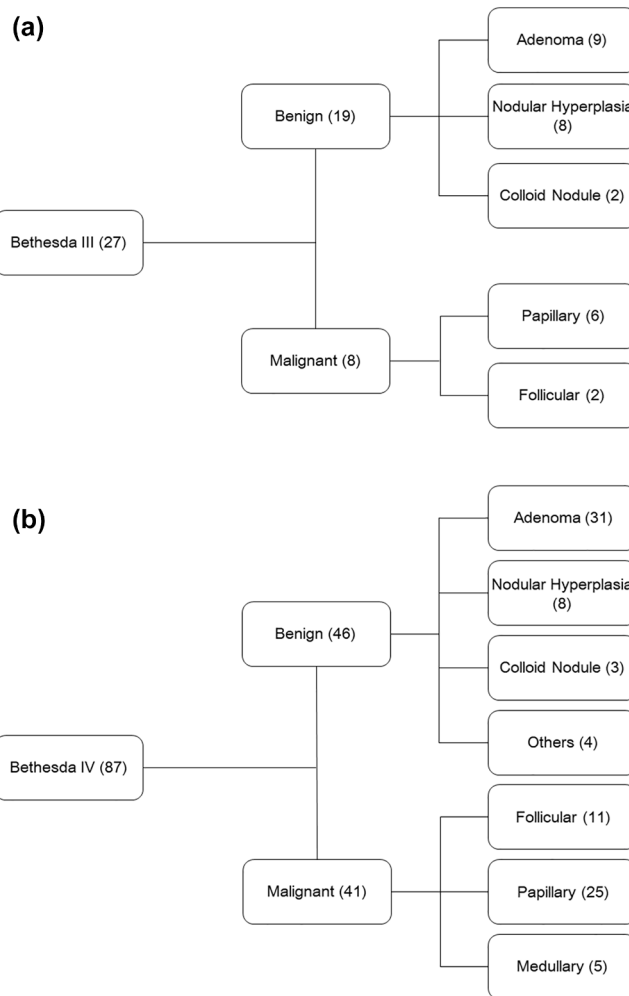 (a)
Adenoma (9)
Benign (19)
Nodular Hyperplasia
(8)
Colloid Nodule (2)
Bethesda III (27)
Papillary (6)
Malignant (8)
Follicular (2)
(b)
Adenoma (31)
Nodular Hyperplasia
(8)
Benign (46)
Colloid Nodule (3)
Others (4)
Bethesda IV (87)
Follicular (11)
Malignant (41)
Papillary (25)
Medullary (5)